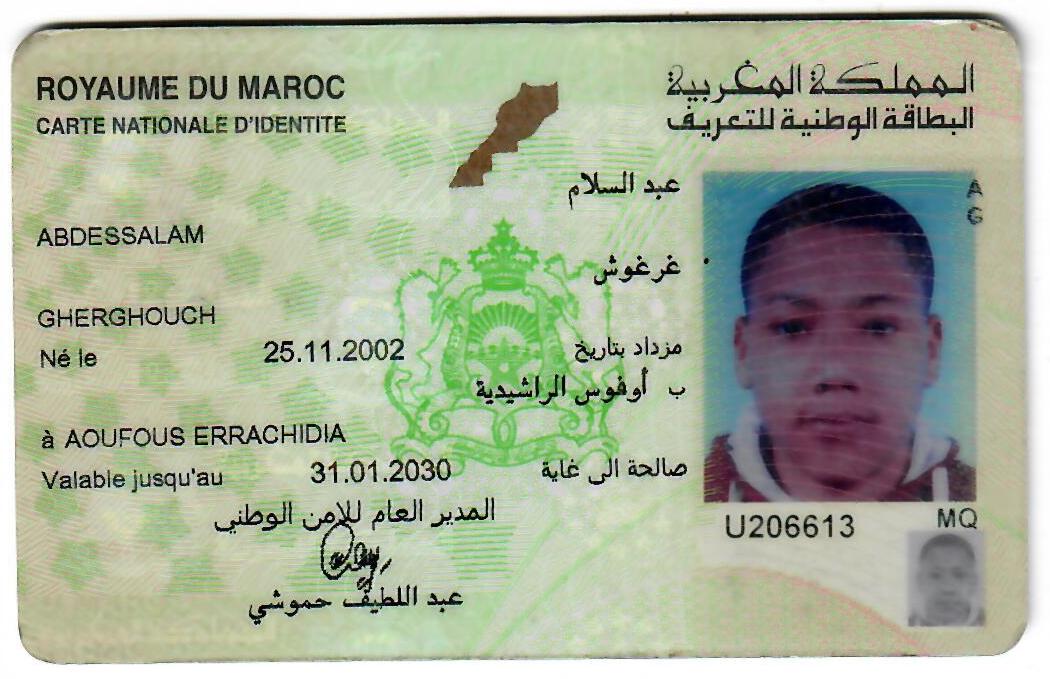 ROYAUME DU MAROC
المملكة المغربية
CARTE NATIONALE D'IDENTITE
البطاقة الوطنية للتعريف
عبد السلام
ABDESSALAM
غرغوش
GHERGHOUCH
Né le 25.11.2002 مزداد بتاريخ
ب أوفوس الراشيدية
à AOUFOUS ERRACHIDIA
Valable jusqu'au 31.01.2030 صالحة الى غاية
المدير العام للامن الوطني
عبد اللطيف حموشي
A
G
U206613
MQ